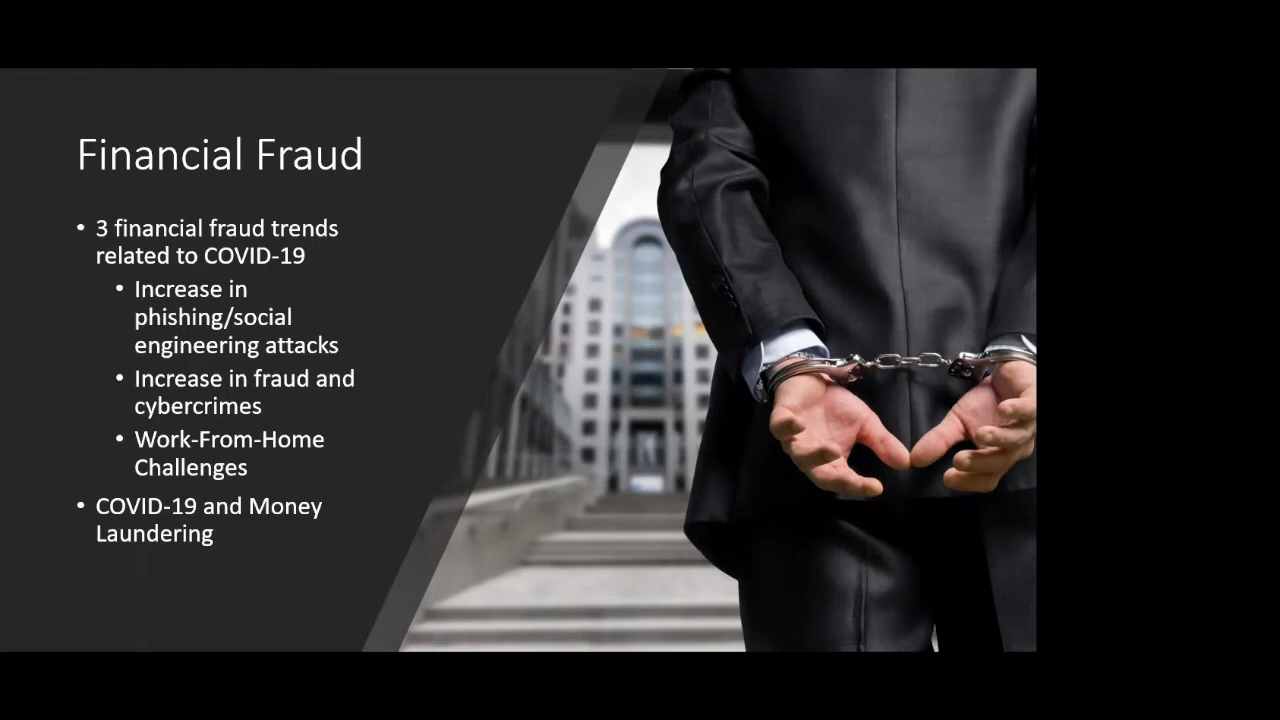 Financial Fraud
• 3 financial fraud trends
related to COVID-19
• Increase in
phishing/social
engineering attacks
• Increase in fraud and
cybercrimes
• Work-From-Home
Challenges
• COVID-19 and Money
Laundering